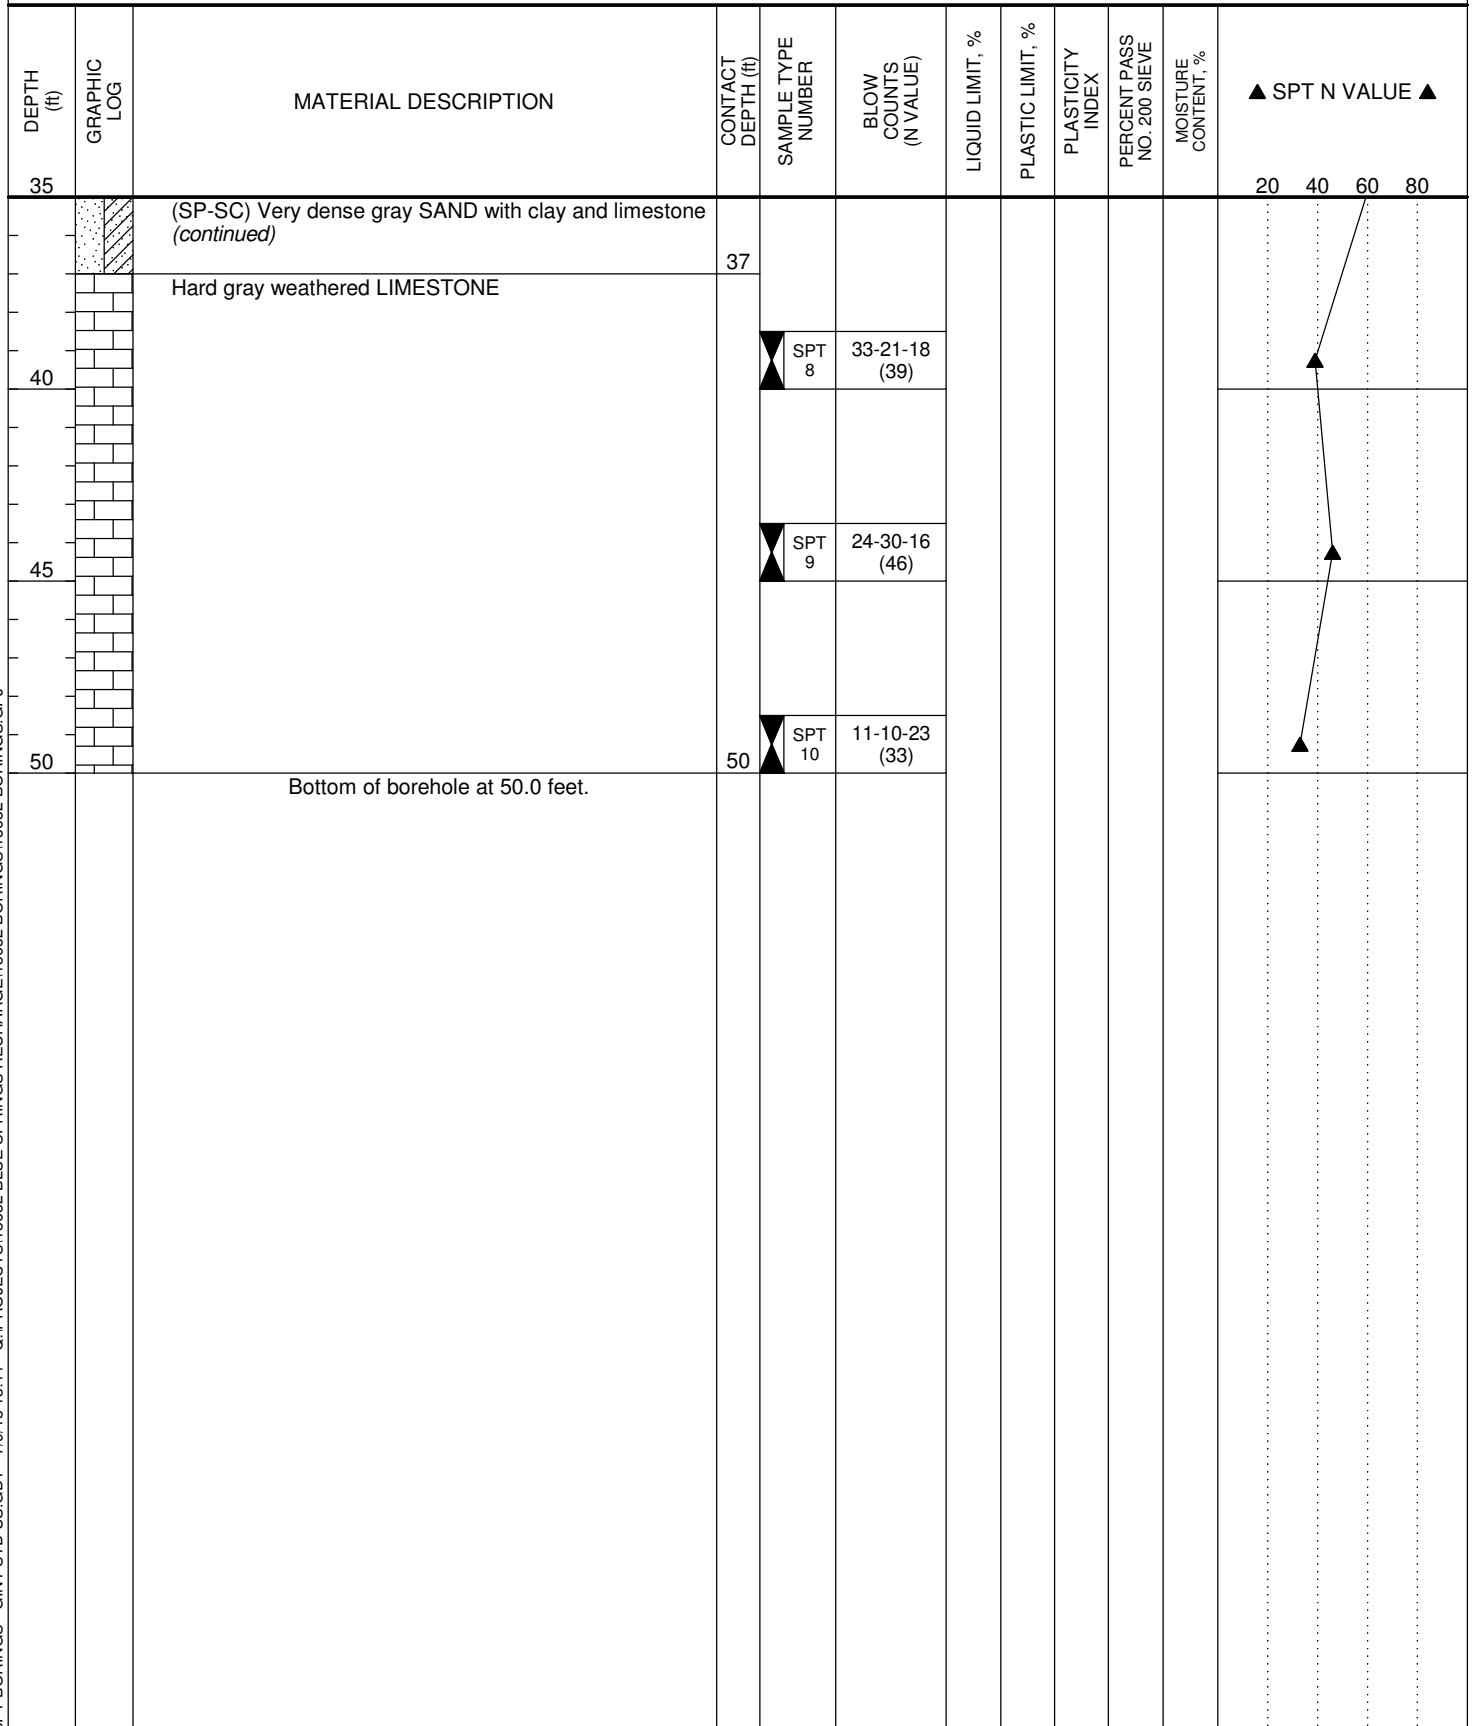 DEPTH
(ft)
GRAPHIC
LOG
MATERIAL DESCRIPTION
CONTACT
DEPTH (ft)
SAMPLE TYPE
NUMBER
BLOW
COUNTS
(N VALUE)
LIQUID LIMIT, %
PLASTIC LIMIT, %
PLASTICITY
INDEX
PERCENT PASS
NO. 200 SIEVE
MOISTURE
CONTENT, %
▲ SPT N VALUE ▲
35
20 40 60 80
(SP-SC) Very dense gray SAND with clay and limestone
(continued)
37
Hard gray weathered LIMESTONE
SPT
8
33-21-18
(39)
40
SPT
9
24-30-16
(46)
45
SPT
10
11-10-23
(33)
50
50
Bottom of borehole at 50.0 feet.